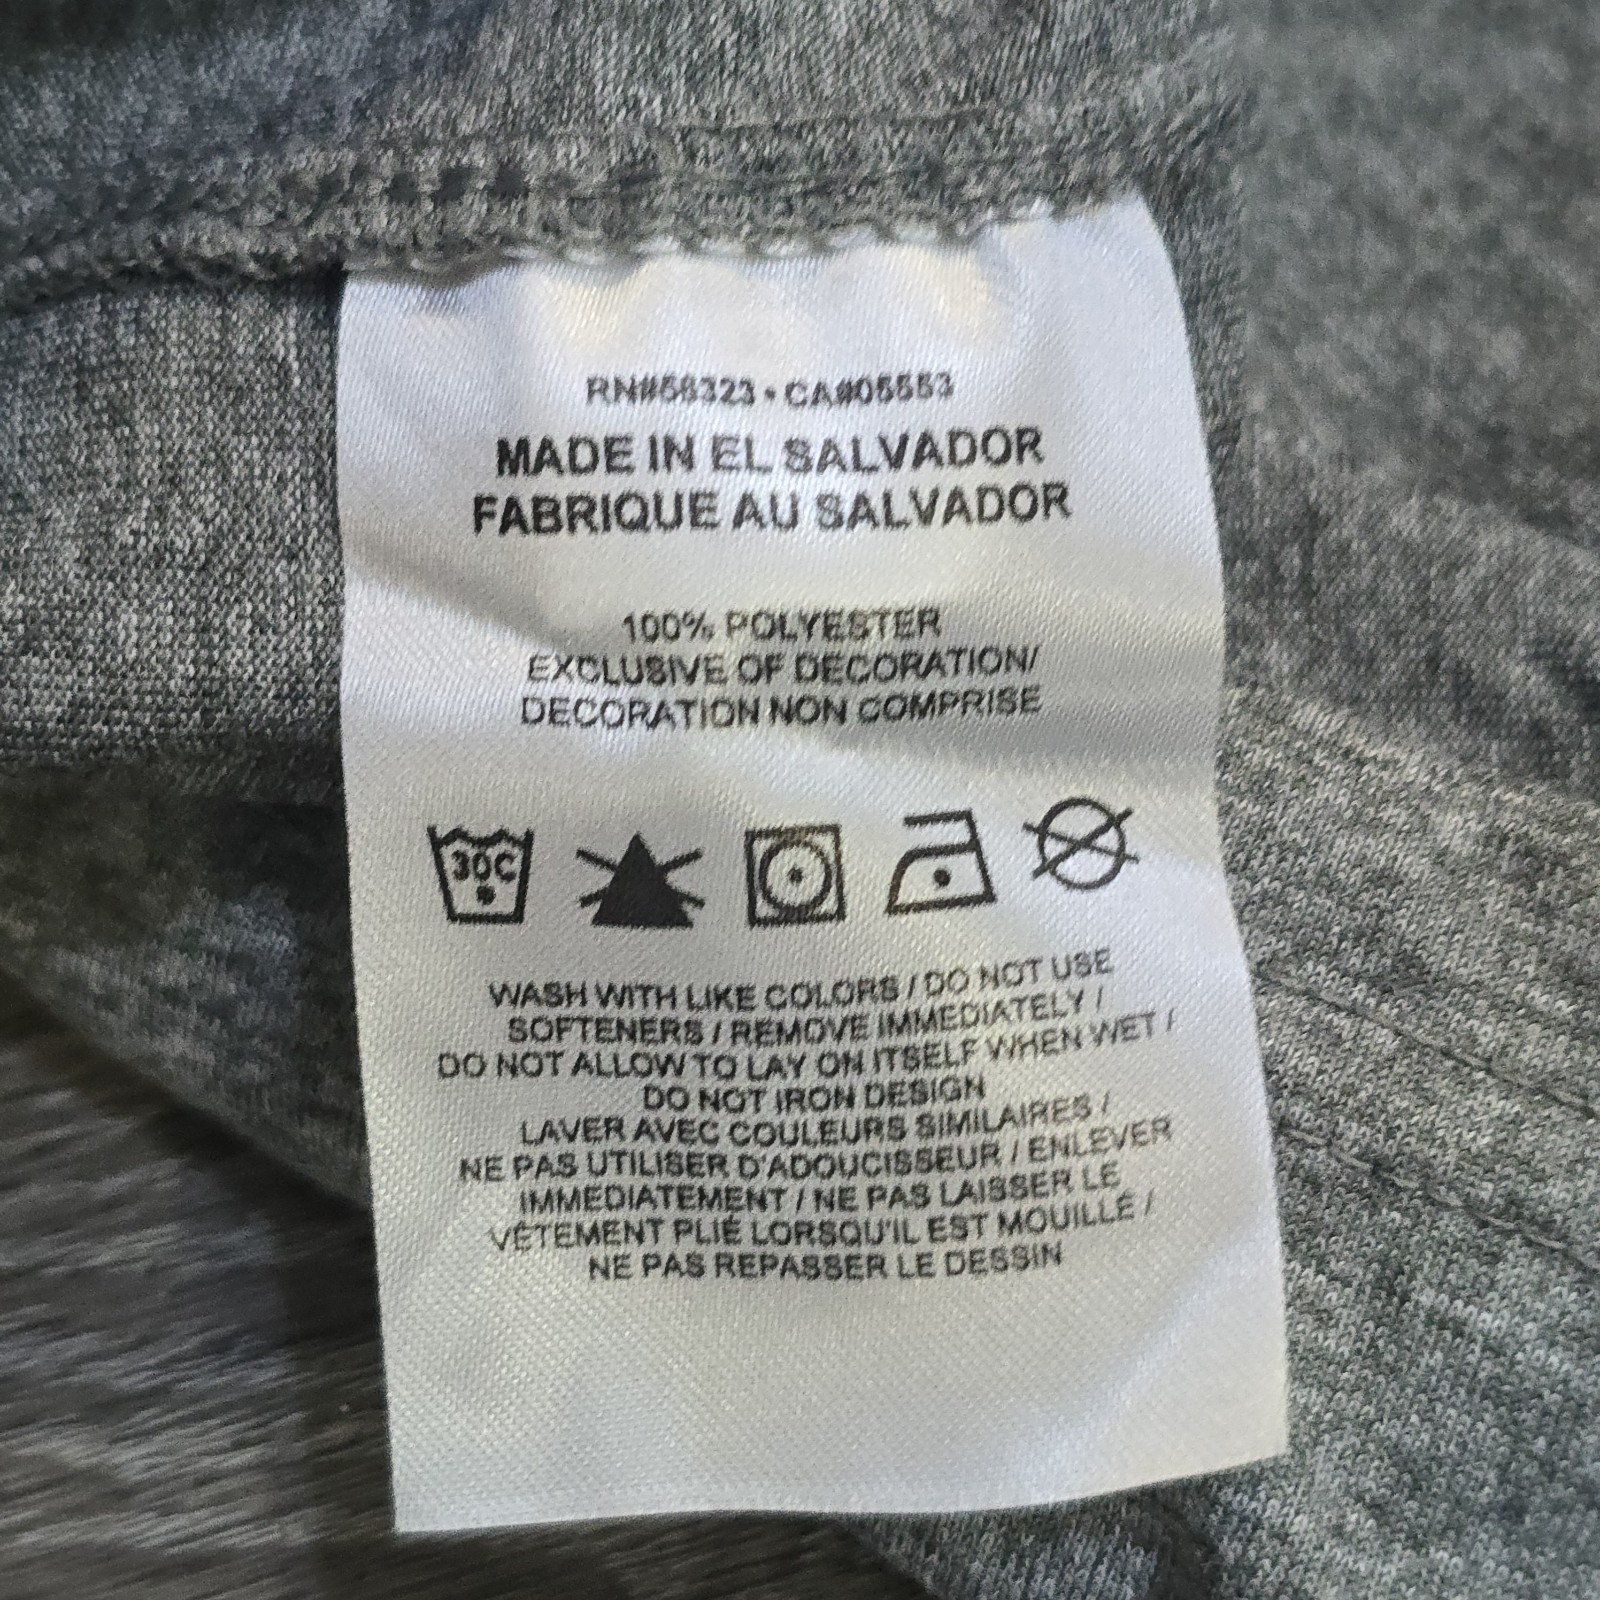 RN#56323 • CA#05553
MADE IN EL SALVADOR
FABRIQUE AU SALVADOR
100% POLYESTER
EXCLUSIVE OF DECORATION/
DECORATION NON COMPRISE
30C
WASH WITH LIKE COLORS / DO NOT USE
SOFTENERS / REMOVE IMMEDIATELY /
DO NOT ALLOW TO LAY ON ITSELF WHEN WET /
DO NOT IRON DESIGN
LAVER AVEC COULEURS SIMILAIRES /
NE PAS UTILISER D'ADOUCISSEUR / ENLEVER
IMMEDIATEMENT / NE PAS LAISSER LE
VÊTEMENT PLIÉ LORSQU'IL EST MOUILLÉ /
NE PAS REPASSER LE DESSIN